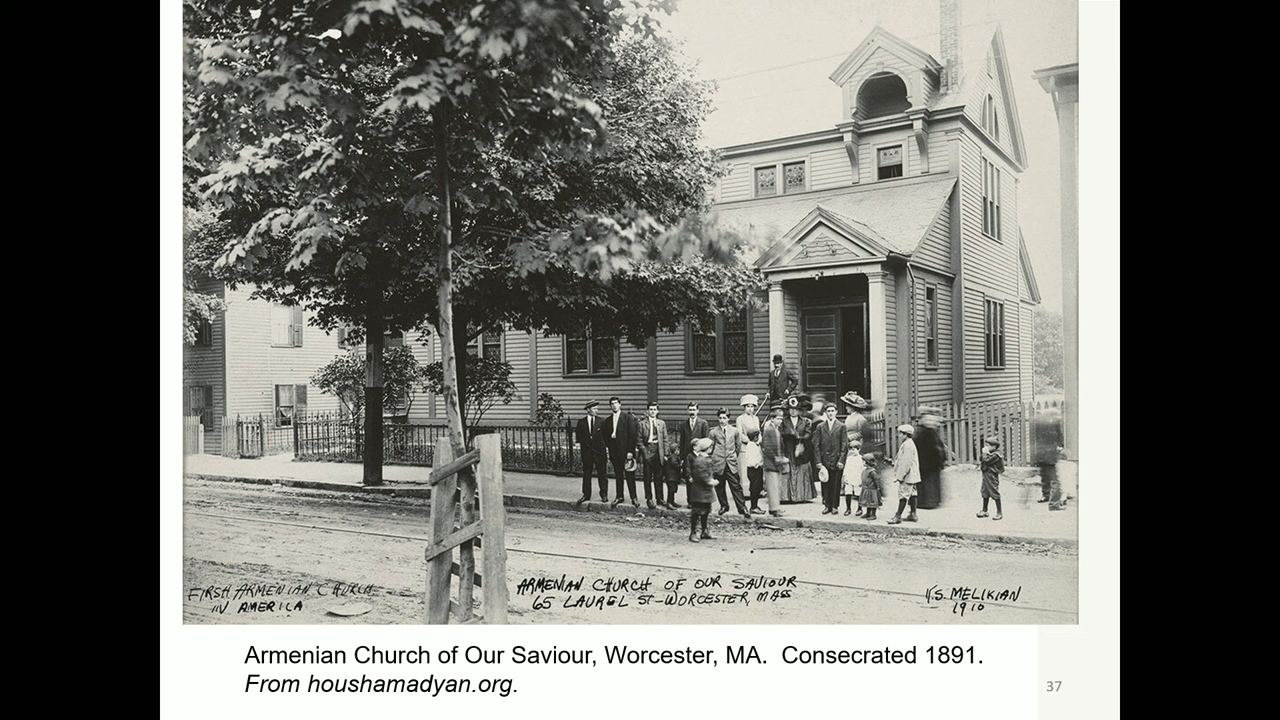 FIRST ARMENIAN CHURCH
IN AMERICA
ARMENIAN CHURCH OF OUR SAVIOUR
65 LAUREL ST-WORCESTER, MASS
V.S. MELIKIAN
1910
Armenian Church of Our Saviour, Worcester, MA.  Consecrated 1891.
From houshamadyan.org.
37